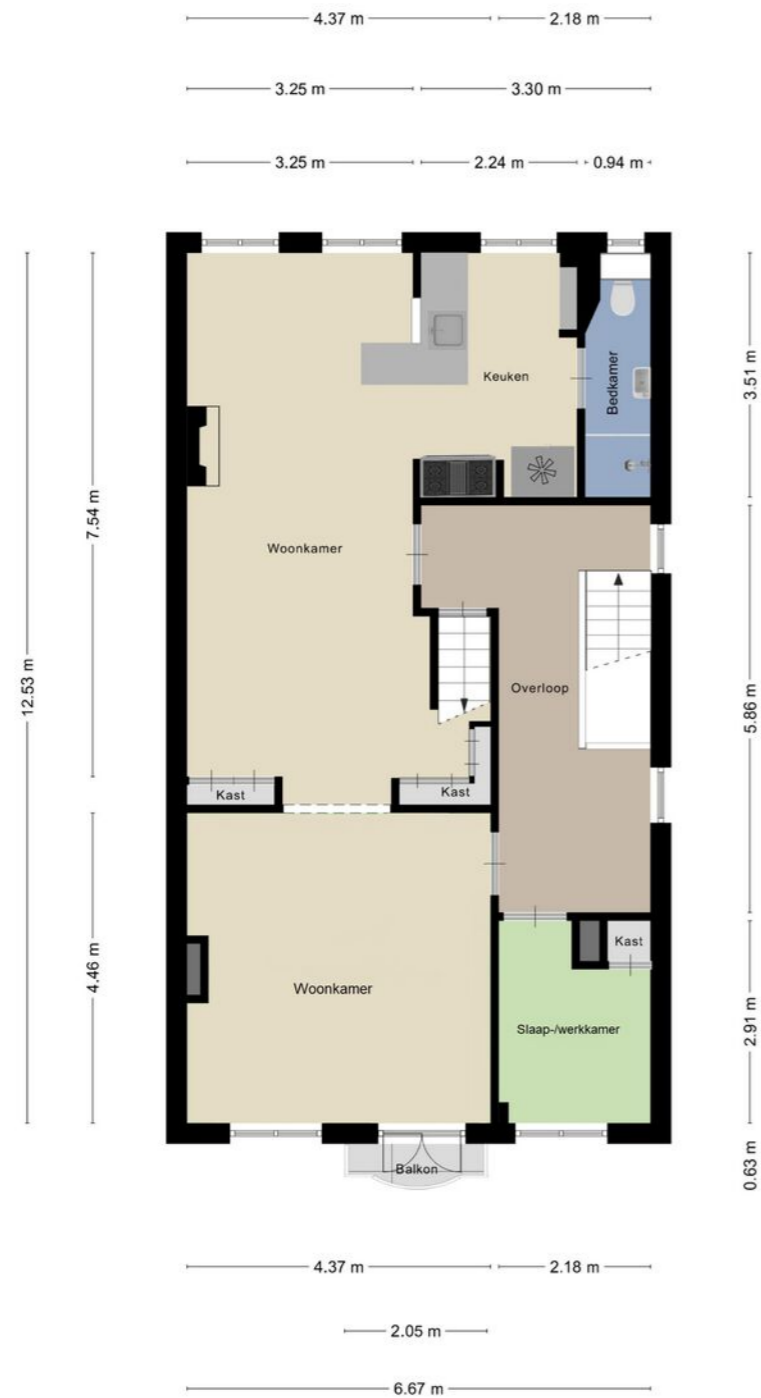 4.37 m
2.18 m
3.25 m
3.30 m
3.25 m
2.24 m
0.94 m
3.51 m
Keuken
Bedkamer
7.54 m
Woonkamer
12.53 m
Overloop
5.86 m
Kast
Kast
4.46 m
Kast
Woonkamer
Slaap-/werkkamer
2.91 m
Balkon
0.63 m
4.37 m
2.18 m
2.05 m
6.67 m